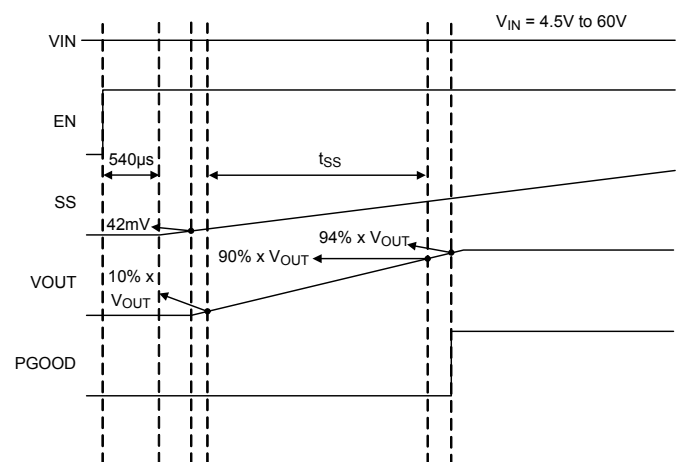 V_IN = 4.5V to 60V
VIN
EN
540µs
t_SS
SS
42mV
94% x V_OUT
90% x V_OUT
10% x
V_OUT
VOUT
PGOOD